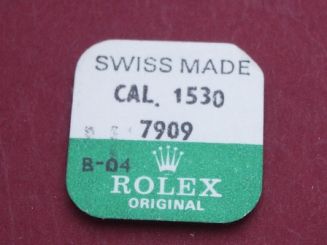 SWISS MADE
CAL. 1530
7909
B-04
ROLEX
ORIGINAL